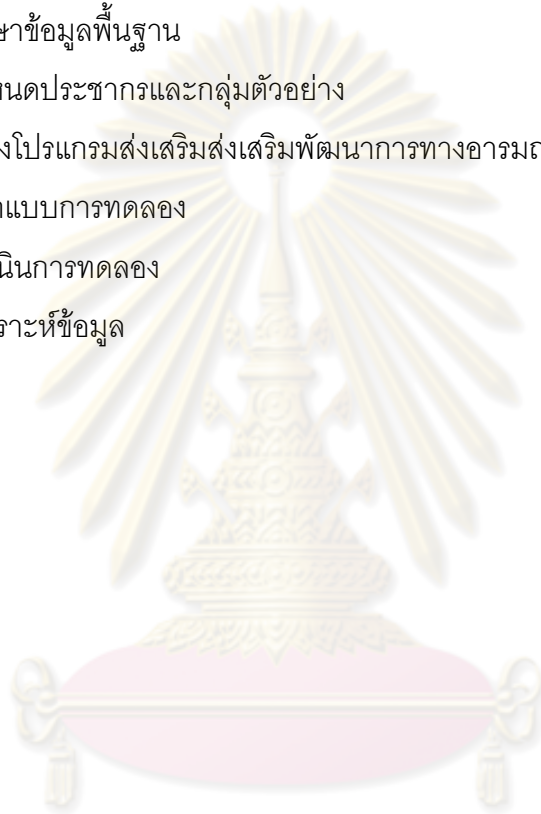 ษาข้อมูลพื้นฐาน
หนดประชากรและกลุ่มตัวอย่าง
งโปรแกรมส่งเสริมส่งเสริมพัฒนาการทางอารมณ
แบบการทดลอง
นินการทดลอง
ราะห์ข้อมูล